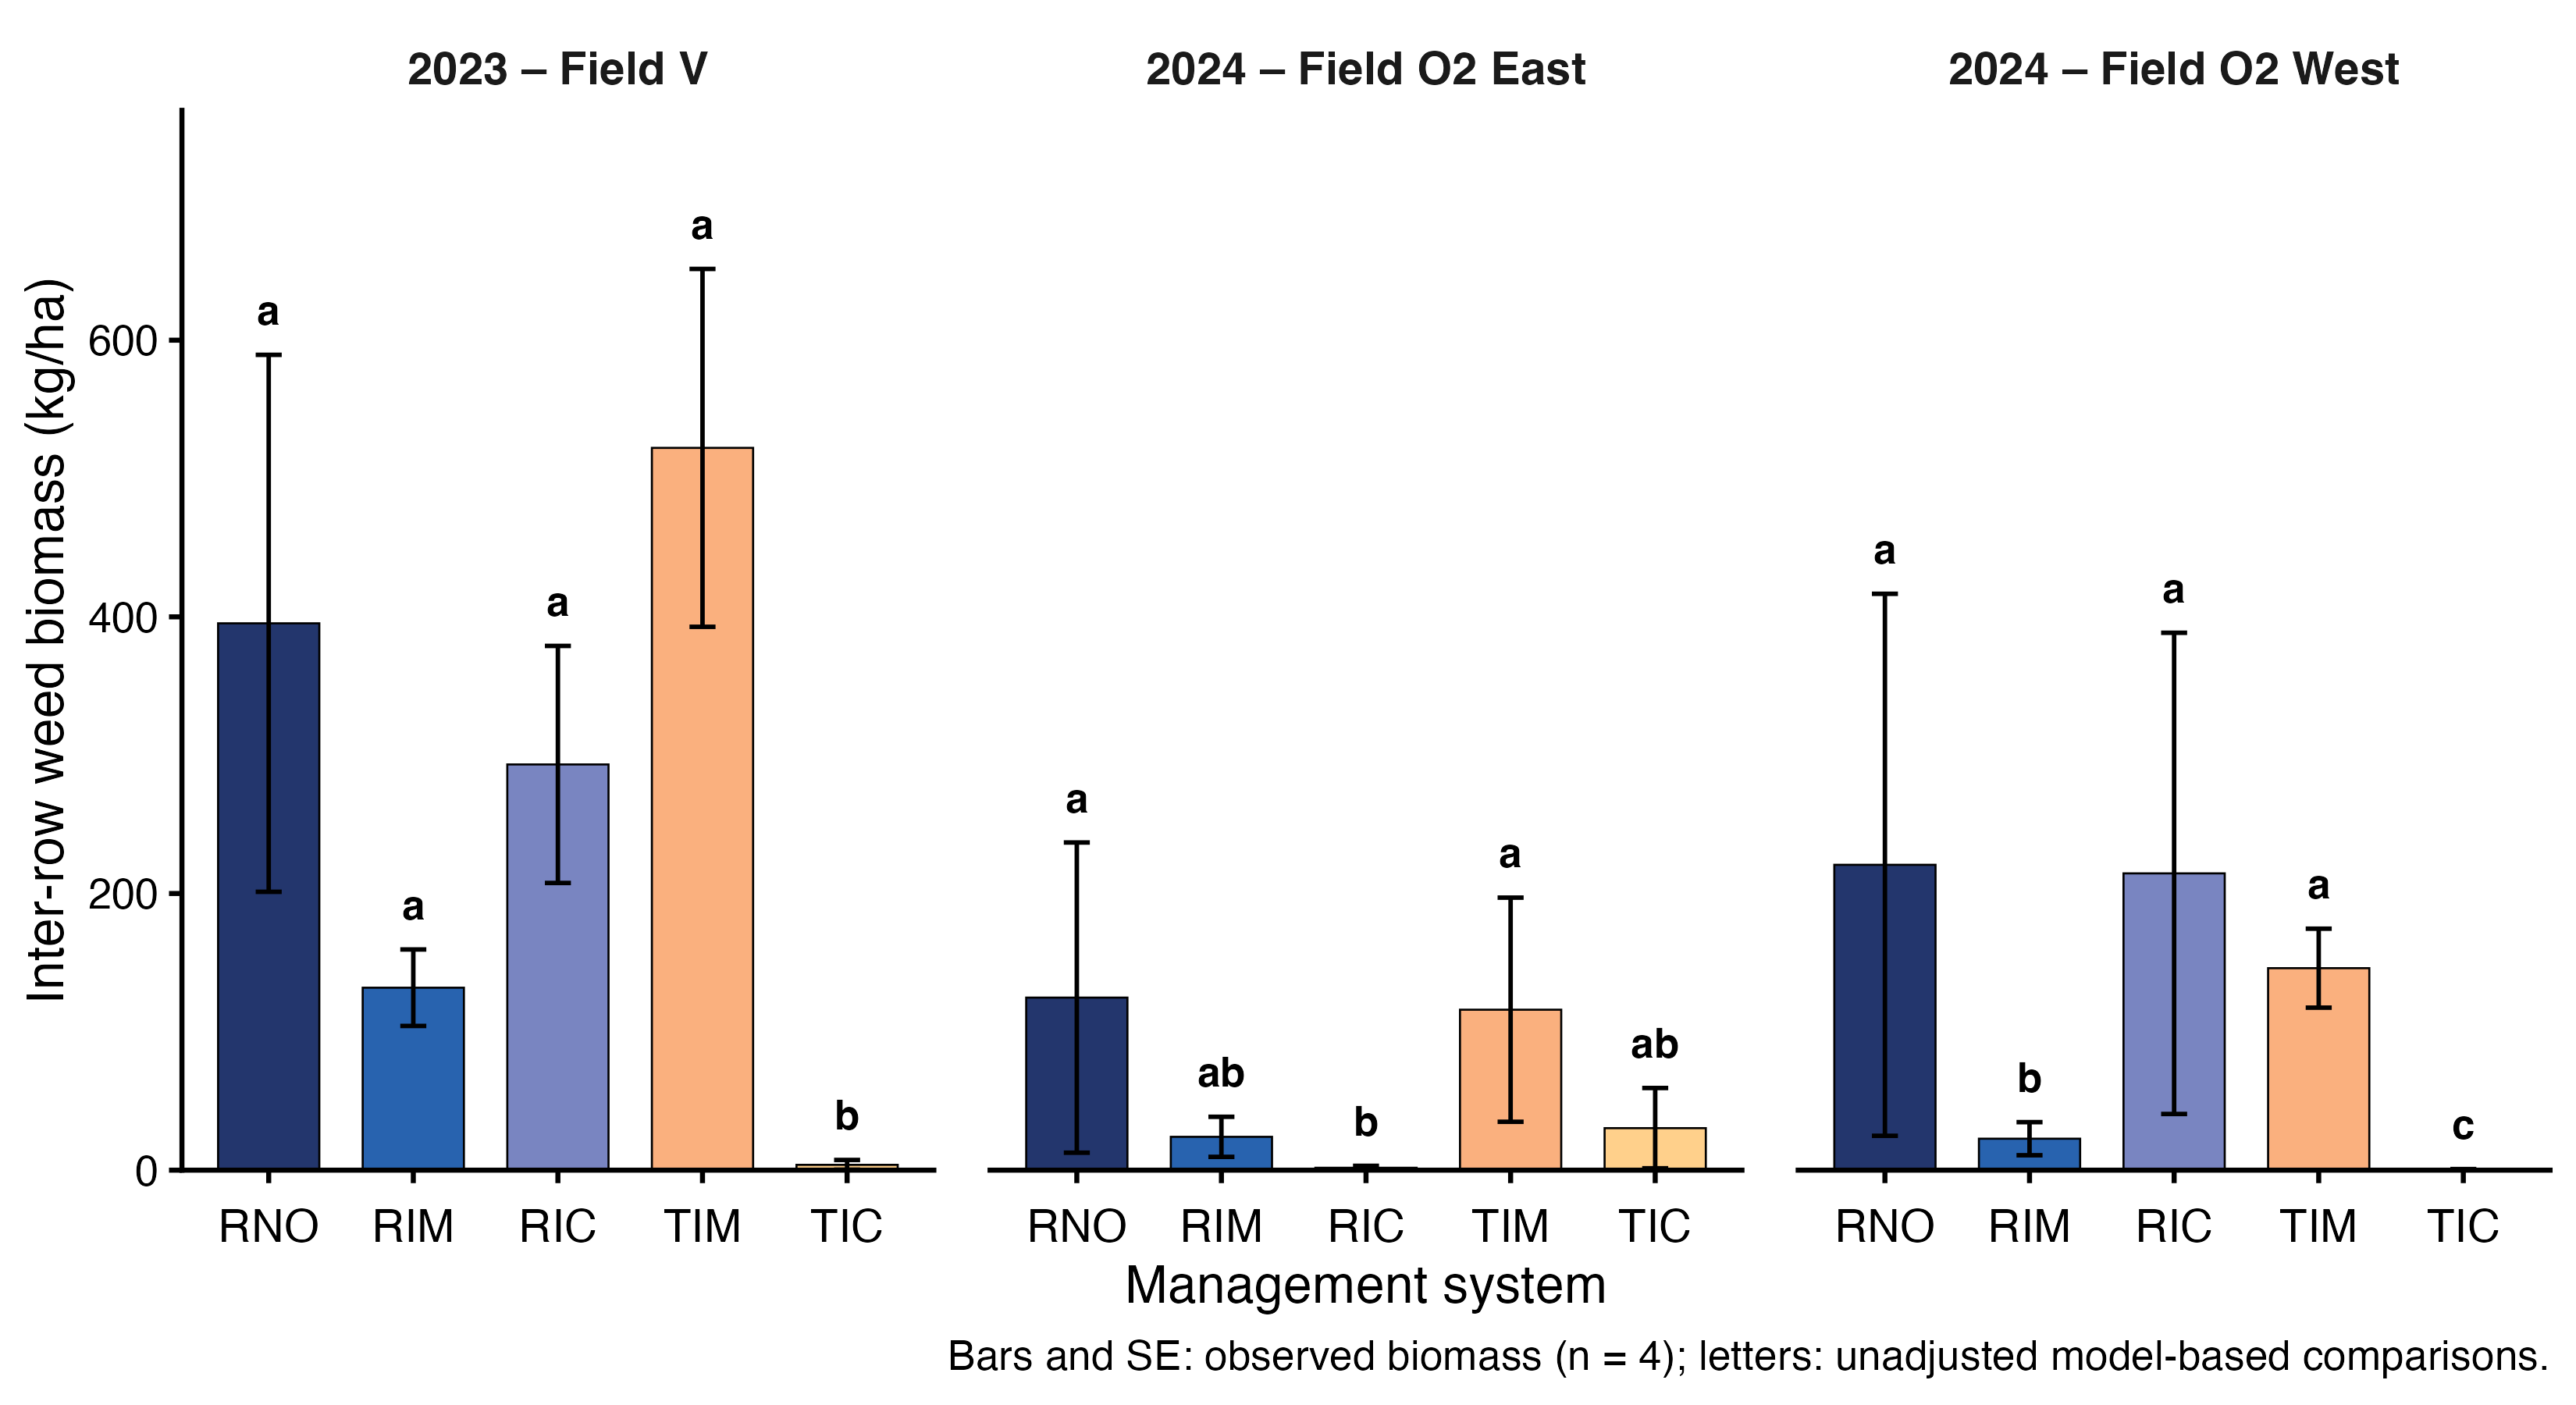 2023 – Field V
2024 – Field O2 East
2024 – Field O2 West
Inter-row weed biomass (kg/ha)
600
400
200
0
a
a
a
a
b
a
ab
b
a
ab
a
b
a
a
c
RNO RIM RIC TIM TIC
RNO RIM RIC TIM TIC
RNO RIM RIC TIM TIC
Management system
Bars and SE: observed biomass (n = 4); letters: unadjusted model-based comparisons.